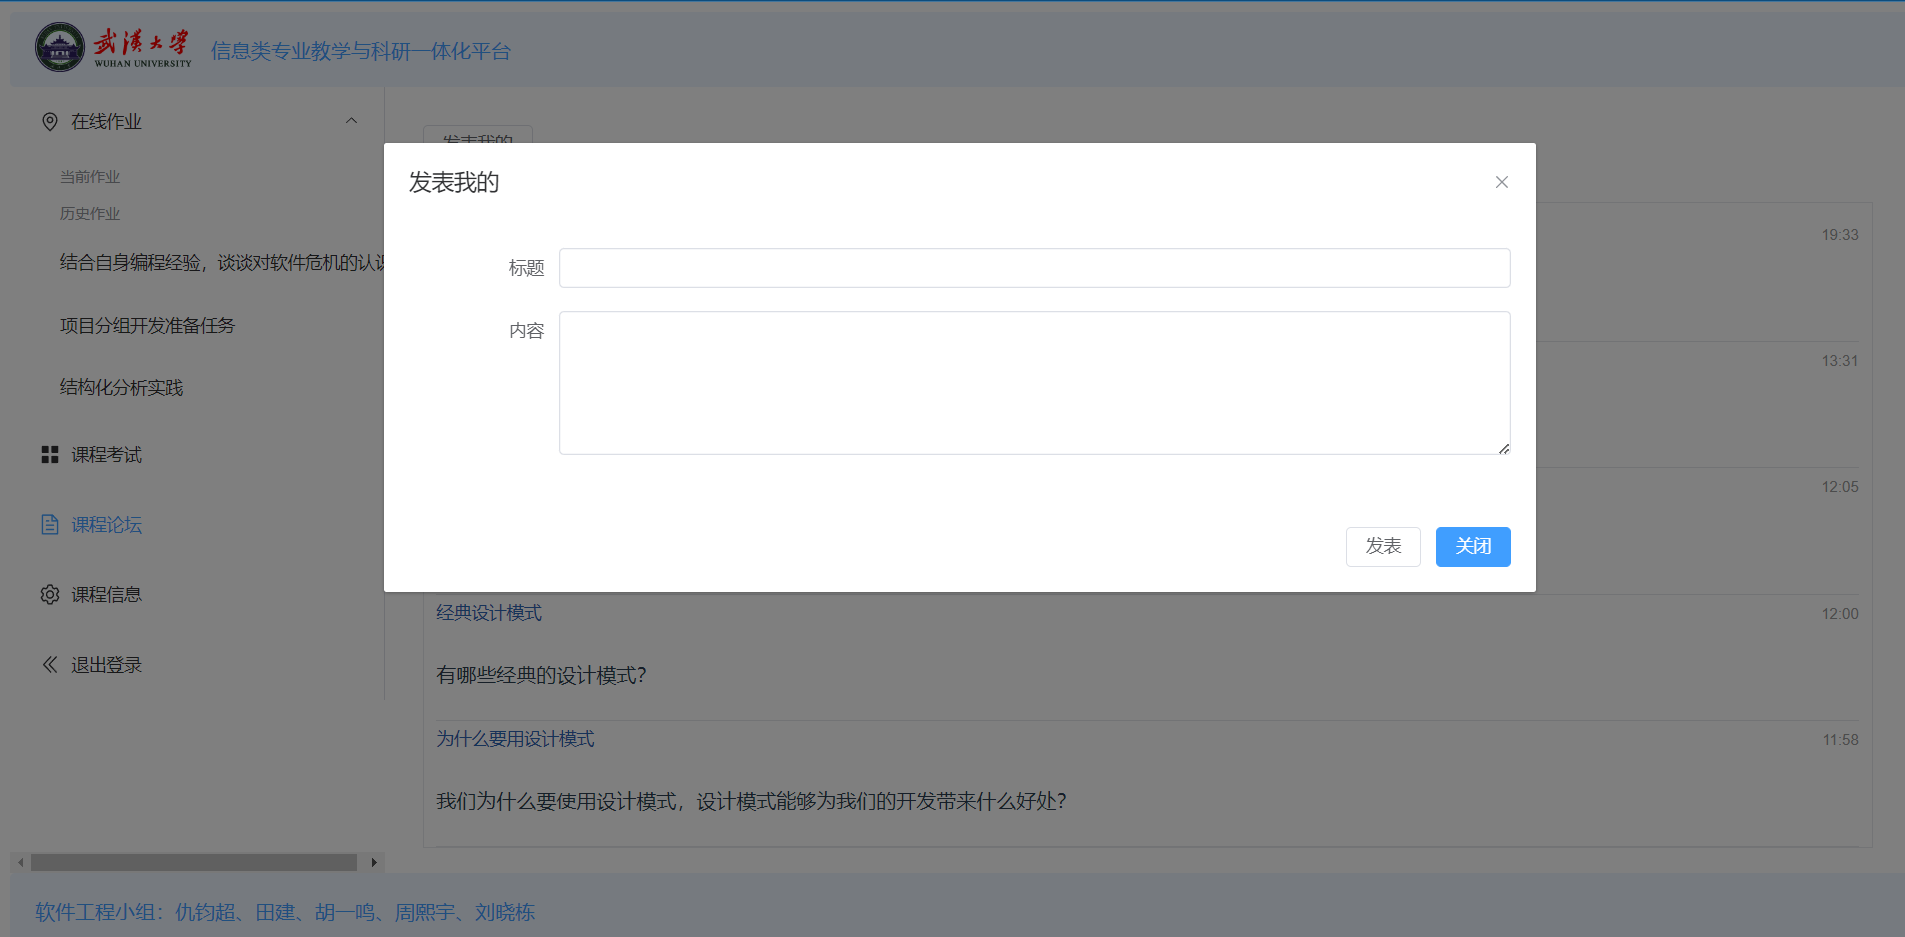 武汉大学
WUHAN UNIVERSITY
信息类专业教学与科研一体化平台
在线作业
当前作业
历史作业
结合自身编程经验，谈谈对软件危机的认识
项目分组开发准备任务
结构化分析实践
课程考试
课程论坛
课程信息
退出登录
发表我的
发表我的
标题
内容
发表
关闭
19:33
13:31
12:05
经典设计模式
12:00
有哪些经典的设计模式?
为什么要用设计模式
11:58
我们为什么要使用设计模式，设计模式能够为我们的开发带来什么好处?
软件工程小组：仇钧超、田建、胡一鸣、周熙宇、刘晓栋